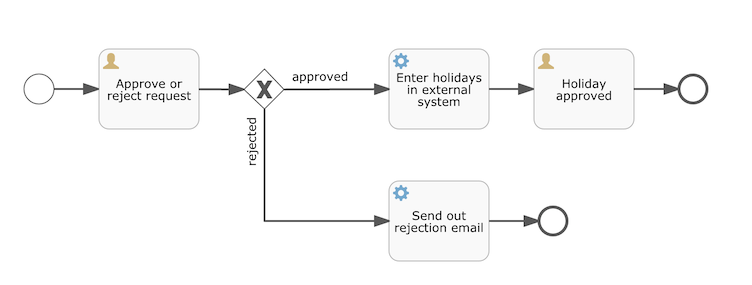 Approve or
reject request
approved
Enter holidays
in external
system
Holiday
approved
rejected
Send out
rejection email